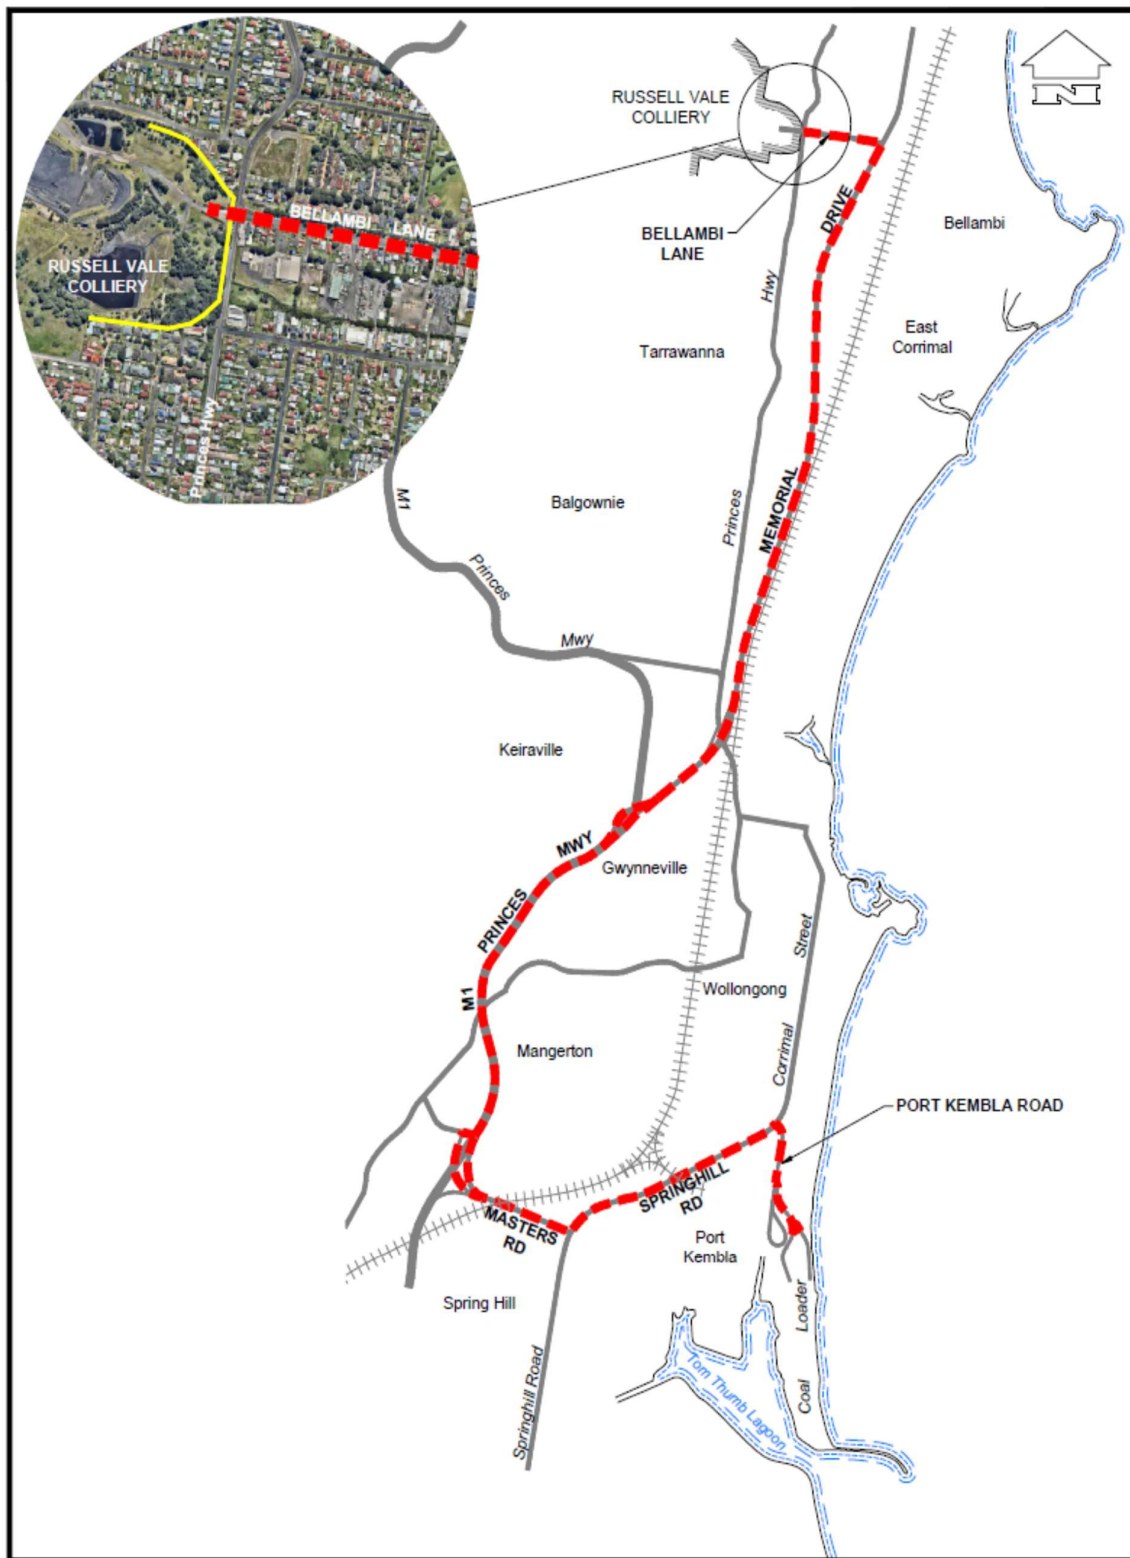 RUSSELL VALE
COLLIERY
N
BELLAMBI LANE
RUSSELL VALE
COLLIERY
Princes Hwy
BELLAMBI
LANE
DRIVE
Bellambi
Hwy
East
Corrimal
Tarrawanna
MEMORIAL
Princes
Balgownie
M1
Princes
Mwy
Keiraville
MWY
Gwynneville
PRINCES
M1
Street
Wollongong
Corrimal
Mangerton
PORT KEMBLA ROAD
SPRINGHILL
RD
MASTERS
RD
Port
Kembla
Spring Hill
Loader
Coal
Springhill Road
Tom Thumb Lagoon